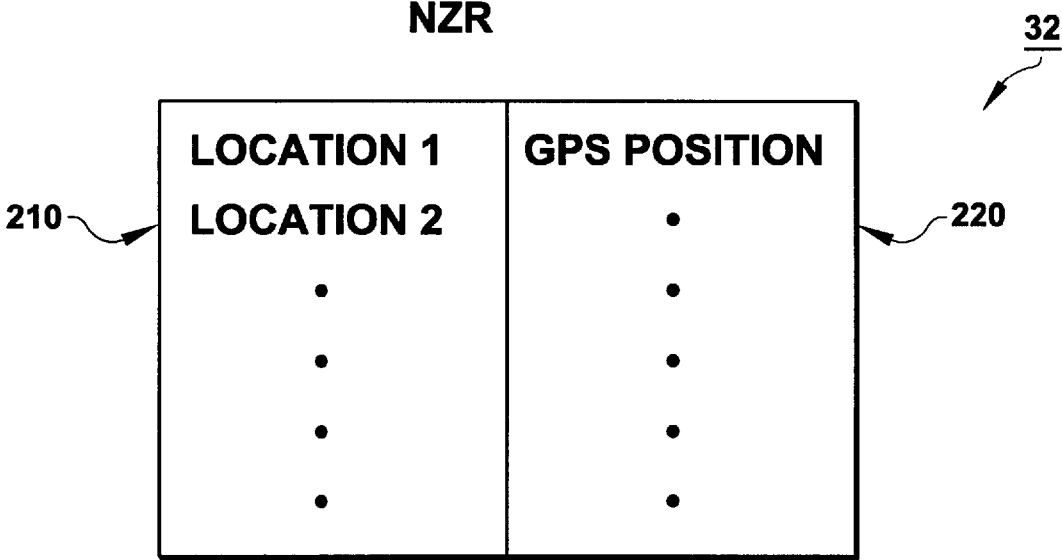 NZR
32
LOCATION 1 GPS POSITION
210 LOCATION 2 220